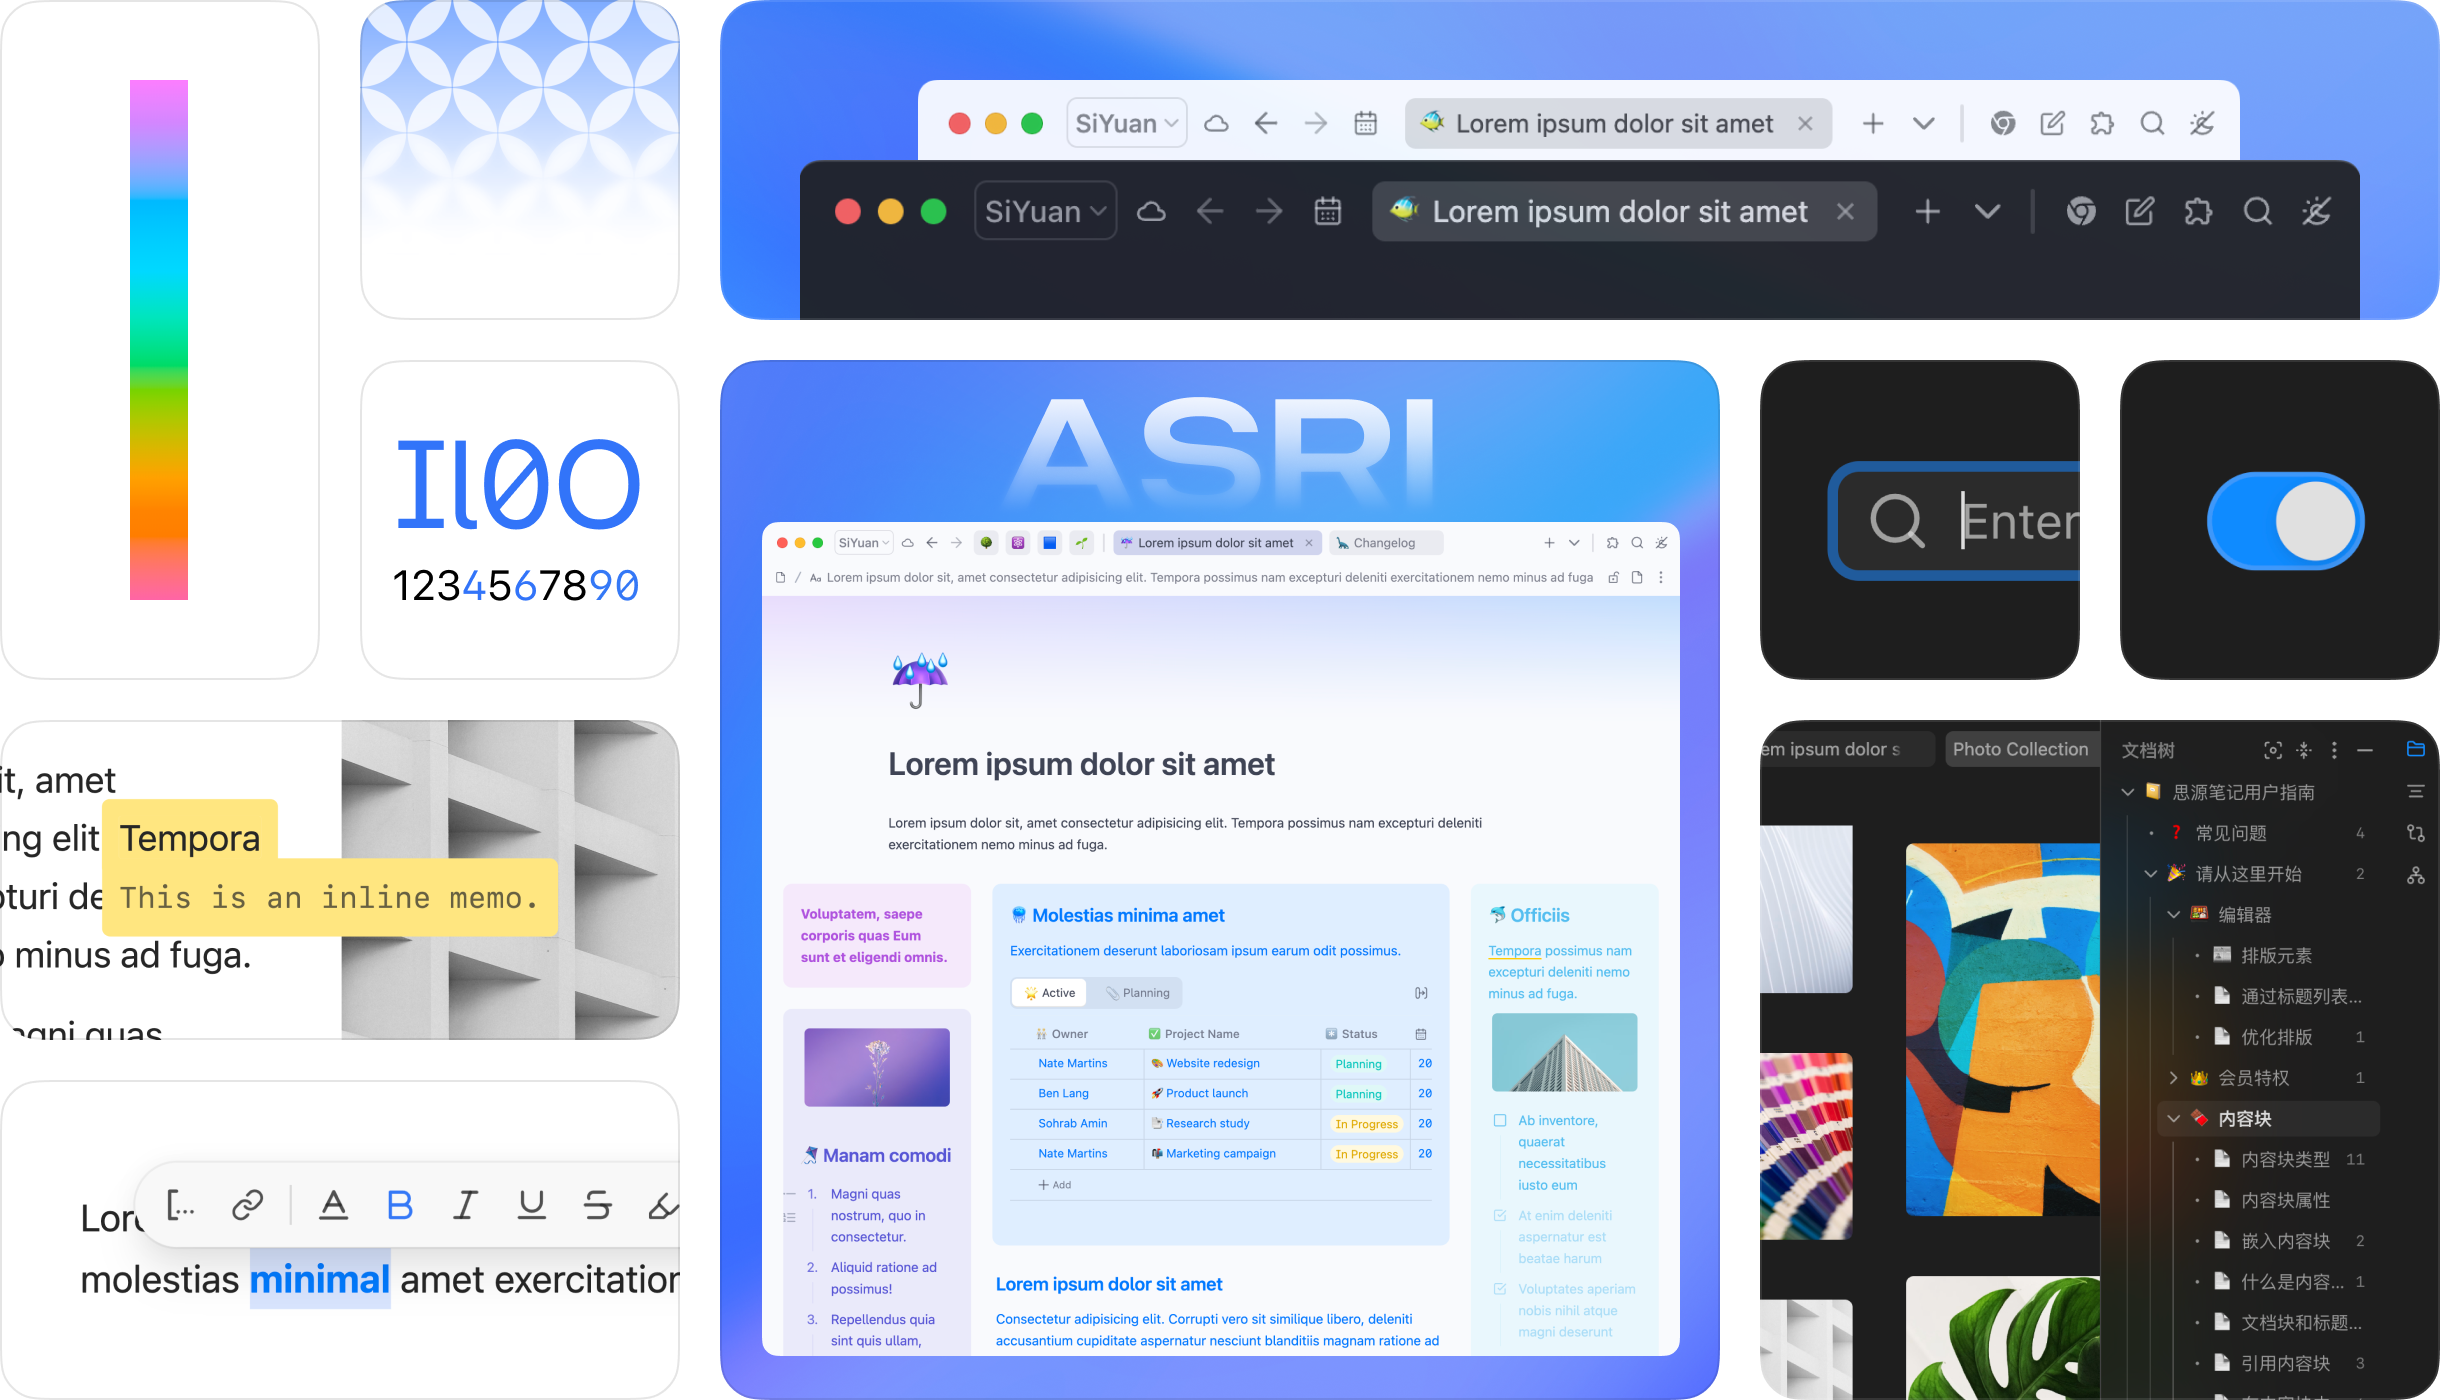 SiYuan
Lorem ipsum dolor sit amet
SiYuan
Lorem ipsum dolor sit amet
Il0O
1234567890
it, amet
ng elit
Tempora
pturi de
This is an inline memo.
o minus ad fuga.
agni quas
Lor
molestias minimal amet exercitation
ASRI
SiYuan
Lorem ipsum dolor sit amet
Changelog
/ Aa Lorem ipsum dolor sit, amet consectetur adipisicing elit. Tempora possimus nam excepturi deleniti exercitationem nemo minus ad fuga
Lorem ipsum dolor sit amet
Lorem ipsum dolor sit, amet consectetur adipisicing elit. Tempora possimus nam excepturi deleniti
exercitationem nemo minus ad fuga.
Voluptatem, saepe
corporis quas Eum
sunt et eligendi omnis.
Manam comodi
1. Magni quas
nostrum, quo in
consectetur.
2. Aliquid ratione ad
possimus!
3. Repellendus quia
sint quis ullam,
Molestias minima amet
Exercitationem deserunt laboriosam ipsum earum odit possimus.
Active Planning
Owner Project Name Status
Nate Martins Website redesign Planning 20
Ben Lang Product launch Planning 20
Sohrab Amin Research study In Progress 20
Nate Martins Marketing campaign In Progress 20
Add
Lorem ipsum dolor sit amet
Consectetur adipisicing elit. Corrupti vero sit similique libero, deleniti
accusantium cupiditate aspernatur nesciunt blanditiis magnam ratione ad
Officiis
Tempora possimus nam
excepturi deleniti nemo
minus ad fuga.
Ab inventore,
quaerat
necessitatibus
iusto eum
At enim deleniti
aspernatur est
beatae harum
Voluptates aperiam
nobis nihil atque
magni deserunt
Enter
em ipsum dolor s
Photo Collection
文档树
思源笔记用户指南
常见问题 4
请从这里开始 2
编辑器
排版元素
通过标题列表...
优化排版 1
会员特权 1
内容块
内容块类型 11
内容块属性
嵌入内容块 2
什么是内容... 1
文档块和标题...
引用内容块 3